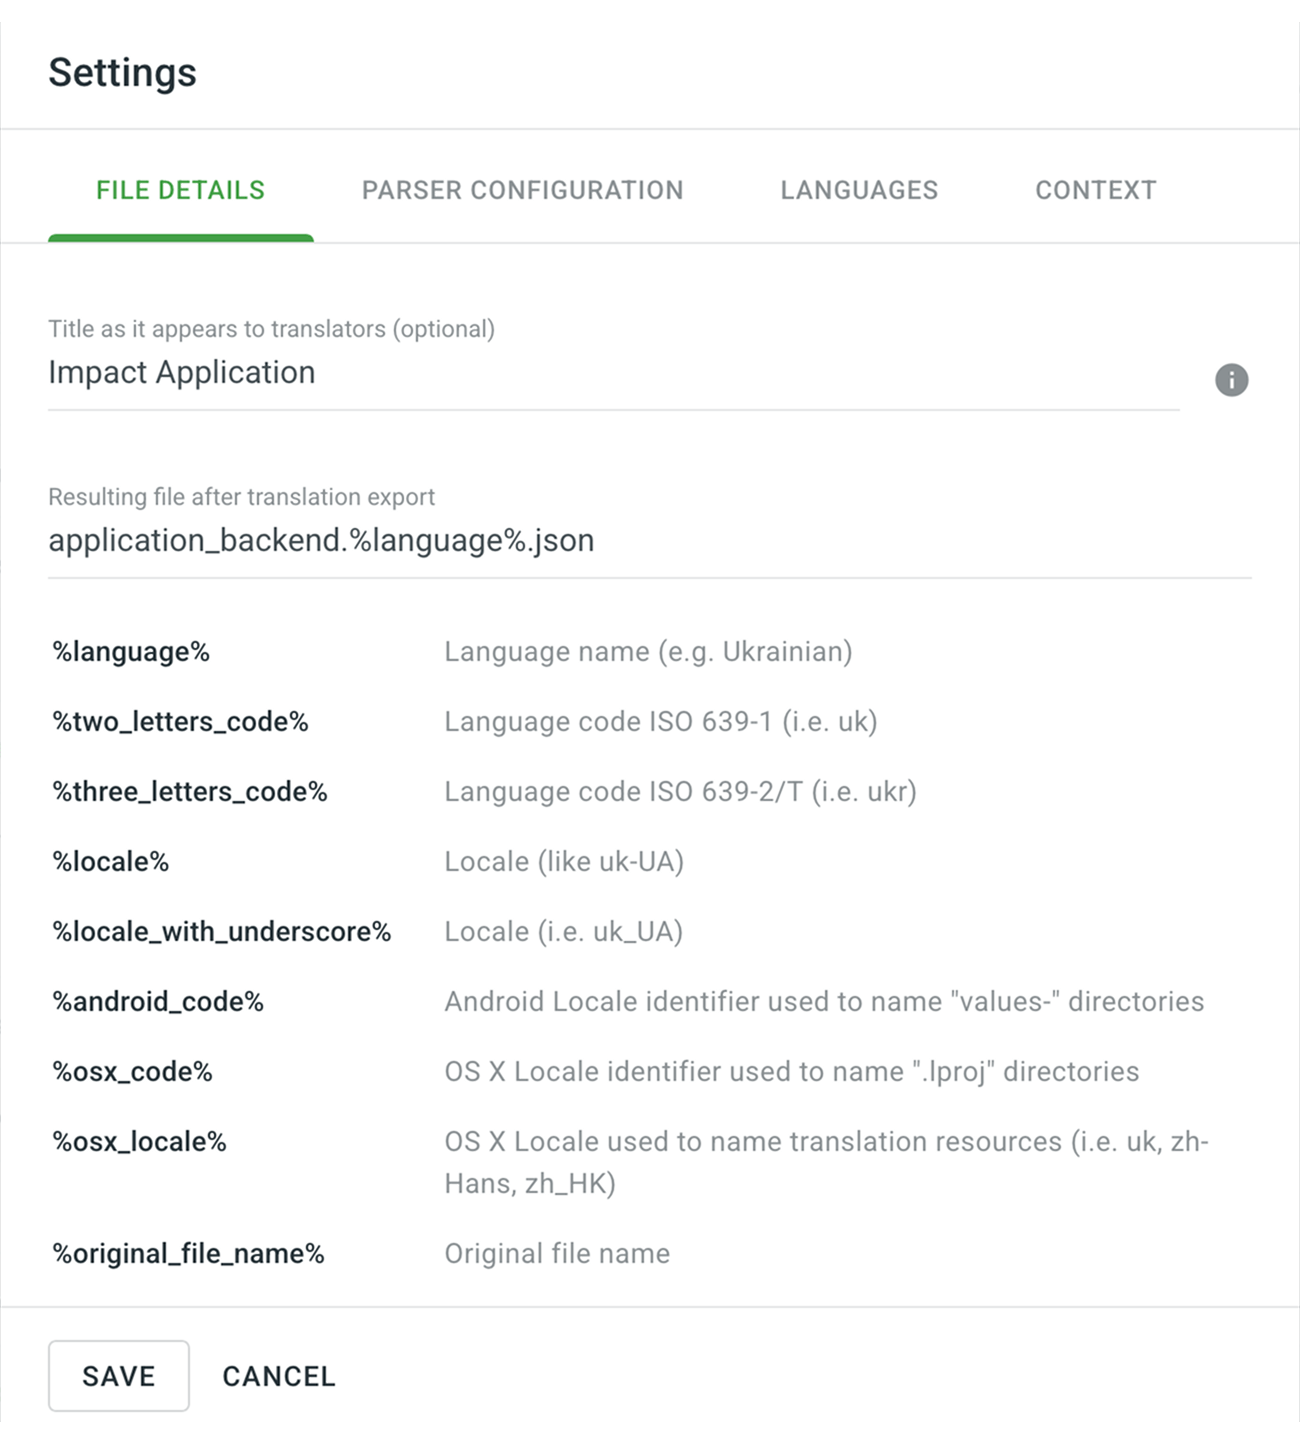 Settings
FILE DETAILS PARSER CONFIGURATION LANGUAGES CONTEXT
Title as it appears to translators (optional)
Impact Application
Resulting file after translation export
application_backend.%language%.json
%language% Language name (e.g. Ukrainian)
%two_letters_code% Language code ISO 639-1 (i.e. uk)
%three_letters_code% Language code ISO 639-2/T (i.e. ukr)
%locale% Locale (like uk-UA)
%locale_with_underscore% Locale (i.e. uk_UA)
%android_code% Android Locale identifier used to name "values-" directories
%osx_code% OS X Locale identifier used to name ".lproj" directories
%osx_locale% OS X Locale used to name translation resources (i.e. uk, zh-
Hans, zh_HK)
%original_file_name% Original file name
SAVE CANCEL